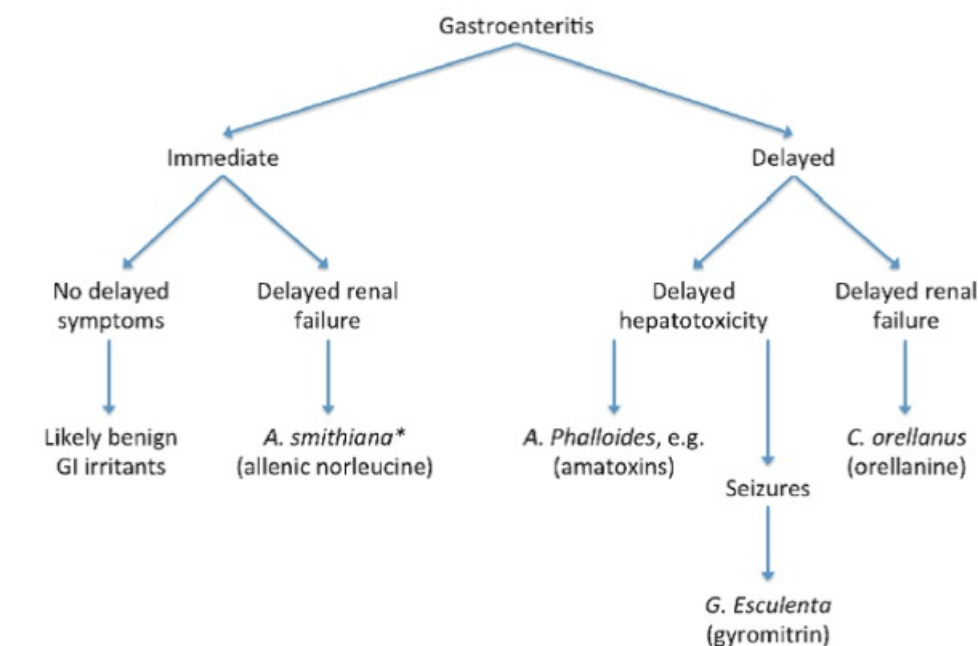 Gastroenteritis
Immediate
Delayed
No delayed
symptoms
Delayed renal
failure
Delayed
hepatotoxicity
Delayed renal
failure
Likely benign
GI irritants
A. smithiana*
(allenic norleucine)
A. Phalloides, e.g.
(amatoxins)
C. orellanus
(orellanine)
Seizures
G. Esculenta
(gyromitrin)